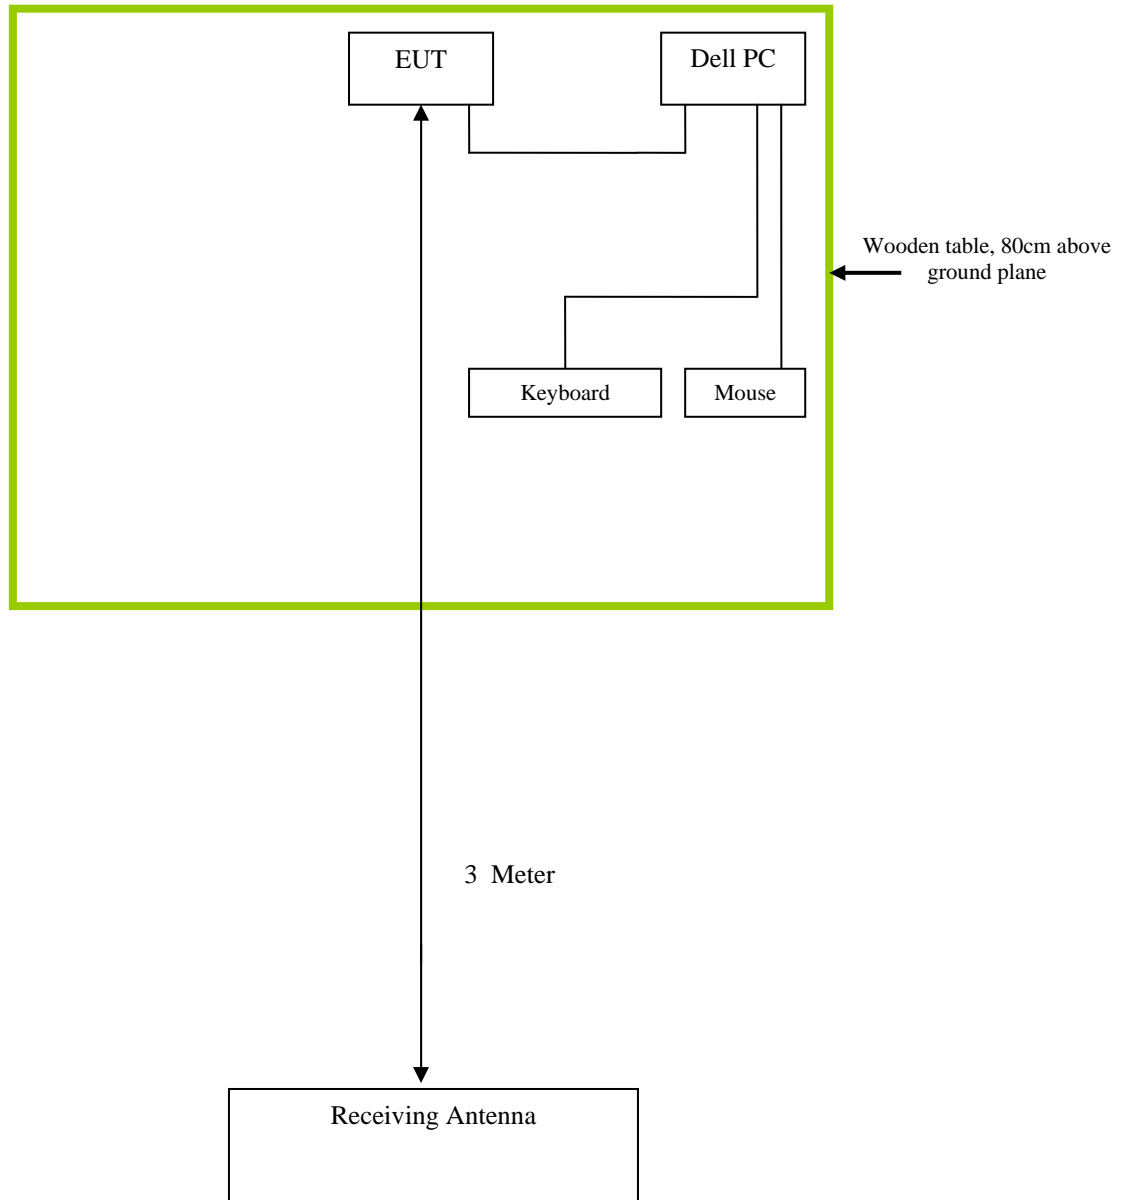 EUT
Dell PC
Wooden table, 80cm above
ground plane
Keyboard
Mouse
3 Meter
Receiving Antenna